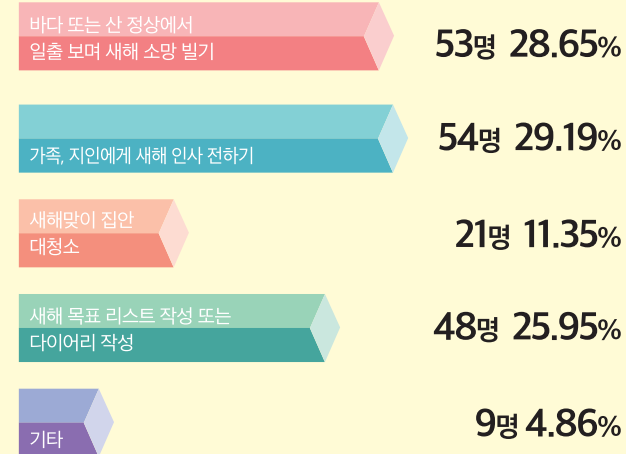 바다 또는 산 정상에서
일출 보며 새해 소망 빌기
53명 28.65%
가족, 지인에게 새해 인사 전하기
54명 29.19%
새해맞이 집안
대청소
21명 11.35%
새해 목표 리스트 작성 또는
다이어리 작성
48명 25.95%
기타
9명 4.86%